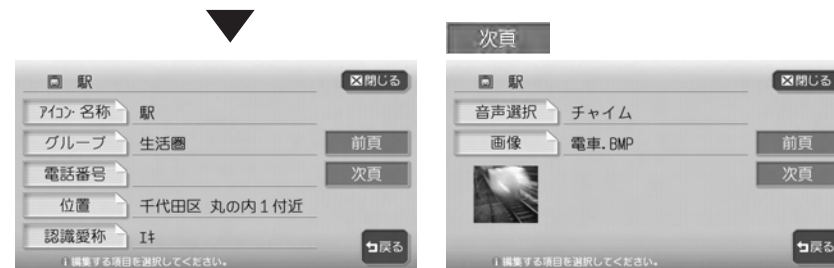 駅
閉じる
アイコン・名称 駅
グループ 生活圏
前頁
電話番号
次頁
位置 千代田区 丸の内1付近
認識愛称 エキ
戻る
編集する項目を選択してください。
次頁
駅
閉じる
音声選択 チャイム
画像 電車.BMP
前頁
次頁
戻る
編集する項目を選択してください。